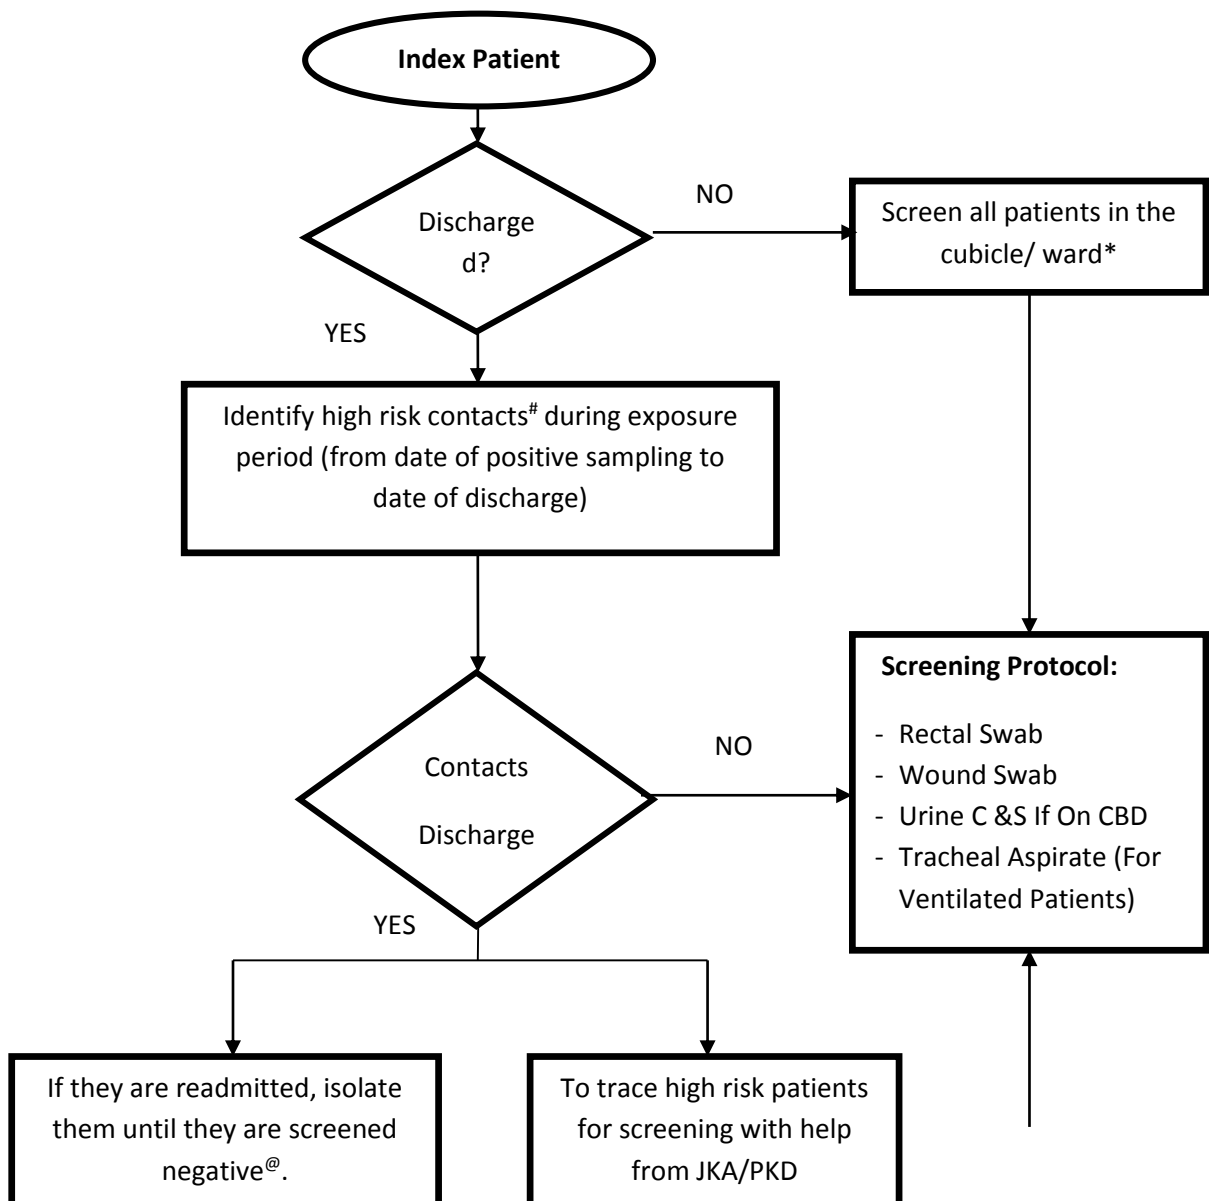 Index Patient
Discharge
d?
NO
Screen all patients in the
cubicle/ ward*
YES
Identify high risk contacts# during exposure
period (from date of positive sampling to
date of discharge)
Contacts
Discharge
NO
Screening Protocol:
- Rectal Swab
- Wound Swab
- Urine C &S If On CBD
- Tracheal Aspirate (For
Ventilated Patients)
YES
If they are readmitted, isolate
them until they are screened
negative@.
To trace high risk patients
for screening with help
from JKA/PKD